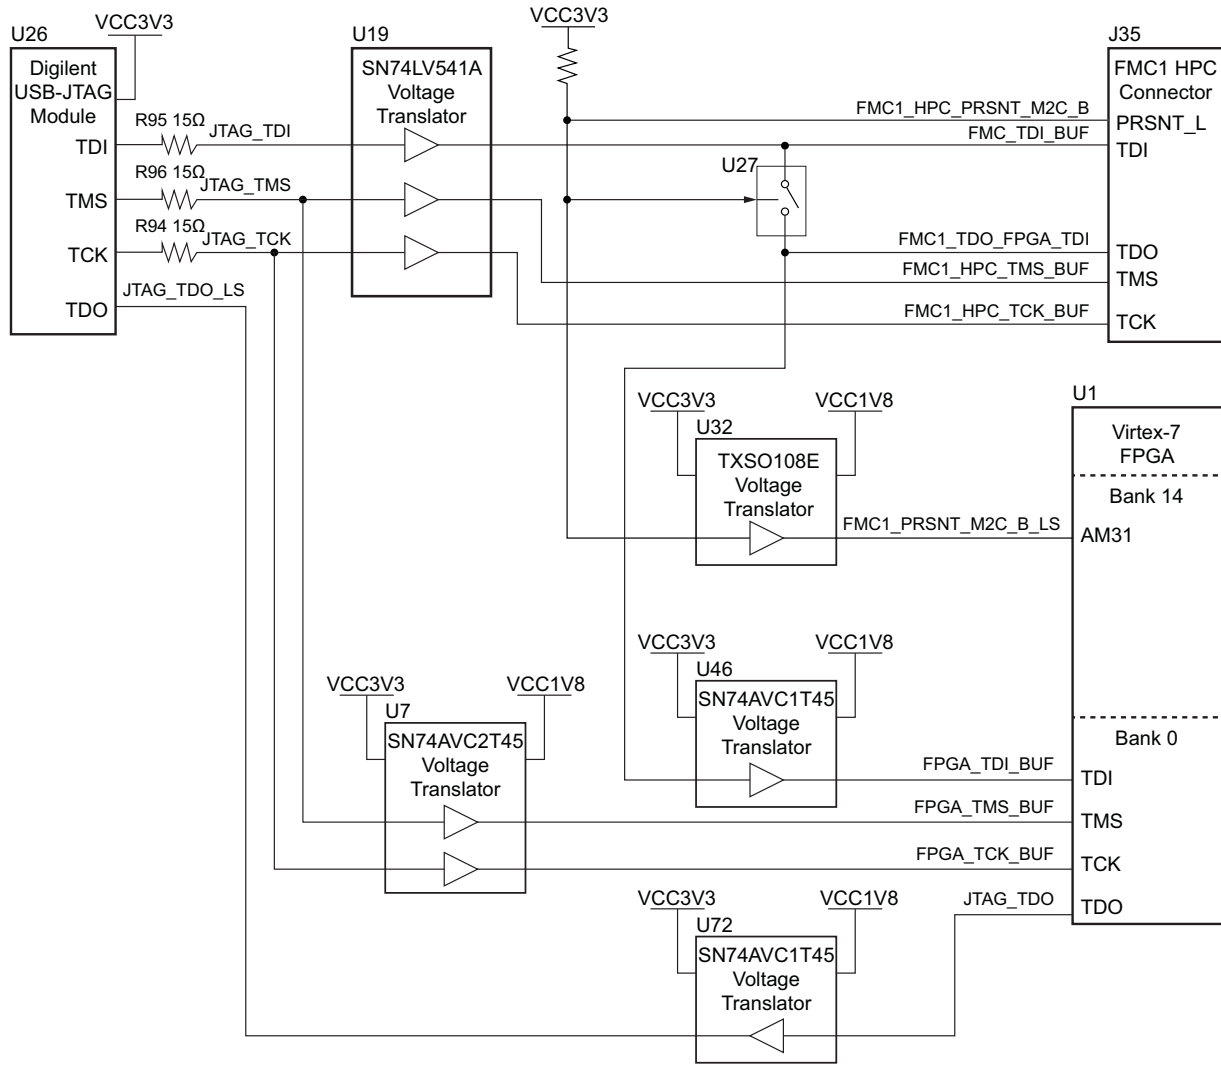 U26
VCC3V3
Digilent
USB-JTAG
Module
TDI
TMS
TCK
TDO
R95 15Ω
JTAG_TDI
R96 15Ω
JTAG_TMS
R94 15Ω
JTAG_TCK
JTAG_TDO_LS
U19
SN74LV541A
Voltage
Translator
VCC3V3
U27
J35
FMC1 HPC
Connector
FMC1_HPC_PRSNT_M2C_B
PRSNT_L
FMC_TDI_BUF
TDI
FMC1_TDO_FPGA_TDI
TDO
FMC1_HPC_TMS_BUF
TMS
FMC1_HPC_TCK_BUF
TCK
VCC3V3
VCC1V8
U32
TXSO108E
Voltage
Translator
FMC1_PRSNT_M2C_B_LS
U1
Virtex-7
FPGA
Bank 14
AM31
VCC3V3
VCC1V8
U46
SN74AVC1T45
Voltage
Translator
VCC3V3
VCC1V8
U7
SN74AVC2T45
Voltage
Translator
Bank 0
FPGA_TDI_BUF
TDI
FPGA_TMS_BUF
TMS
FPGA_TCK_BUF
TCK
JTAG_TDO
TDO
VCC3V3
VCC1V8
U72
SN74AVC1T45
Voltage
Translator